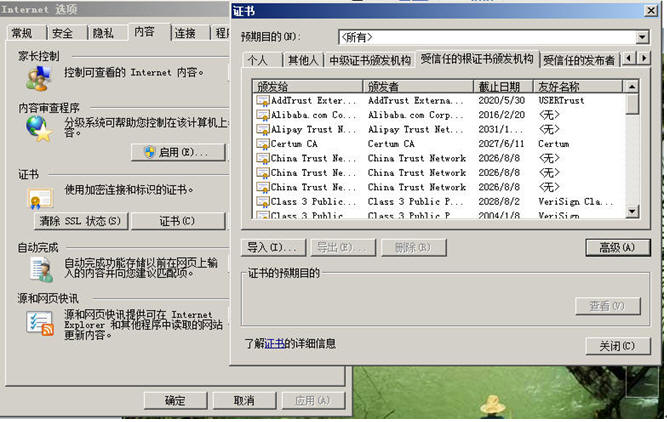 Internet 选项
常规
安全
隐私
内容
连接
家长控制
控制可查看的 Internet 内容。
内容审查程序
分级系统可帮助您控制在该计算机上
容。
启用(E)...
证书
使用加密连接和标识的证书。
清除 SSL 状态(S)
证书(C)
自动完成
自动完成功能存储以前在网页上输
入的内容并向您建议匹配项。
源和网页快讯
源和网页快讯提供可在 Internet
Explorer 和其他程序中读取的网站
更新内容。
确定
取消
应用(A)
证书
预期目的(N):
<所有>
个人
其他人
中级证书颁发机构
受信任的根证书颁发机构
受信任的发布者
颁发给 颁发者 截止日期 友好名称
AddTrust Exter... AddTrust Externa... 2020/5/30 USERTrust
Alibaba.com Co... Alibaba.com Corp... 2016/2/20 <无>
Alipay Trust N... Alipay Trust Net... 2031/1... <无>
Certum CA Certum CA 2027/6/11 Certum
China Trust Ne... China Trust Network 2026/8/8 <无>
China Trust Ne... China Trust Network 2026/8/8 <无>
China Trust Ne... China Trust Network 2026/8/8 <无>
Class 3 Public... Class 3 Public P... 2028/8/2 VeriSign Cla...
Class 3 Public... Class 3 Public P... 2004/1/8 VeriSign
导入(I)...
导出(E)...
删除(R)
高级(A)
证书的预期目的
查看(V)
了解证书的详细信息
关闭(C)